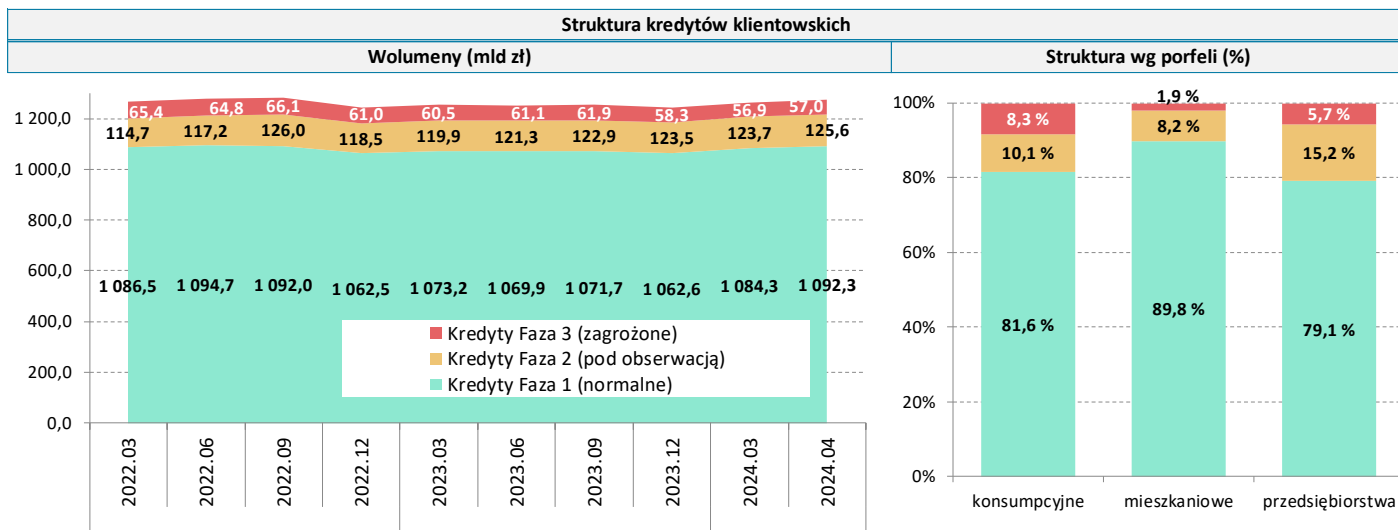 Struktura kredytów klientowskich
Wolumeny (mld zł)
Struktura wg porfeli (%)
1 200,0
1 000,0
800,0
600,0
400,0
200,0
0,0
65,4 64,8 66,1 61,0 60,5 61,1 61,9 58,3 56,9 57,0
114,7 117,2 126,0 118,5 119,9 121,3 122,9 123,5 123,7 125,6
1 086,5 1 094,7 1 092,0 1 062,5 1 073,2 1 069,9 1 071,7 1 062,6 1 084,3 1 092,3
Kredyty Faza 3 (zagrożone)
Kredyty Faza 2 (pod obserwacją)
Kredyty Faza 1 (normalne)
2022.03 2022.06 2022.09 2022.12 2023.03 2023.06 2023.09 2023.12 2024.03 2024.04
100%
80%
60%
40%
20%
0%
8,3 % 1,9 % 5,7 %
10,1 % 8,2 % 15,2 %
81,6 % 89,8 % 79,1 %
konsumpcyjne mieszkaniowe przedsiębiorstwa